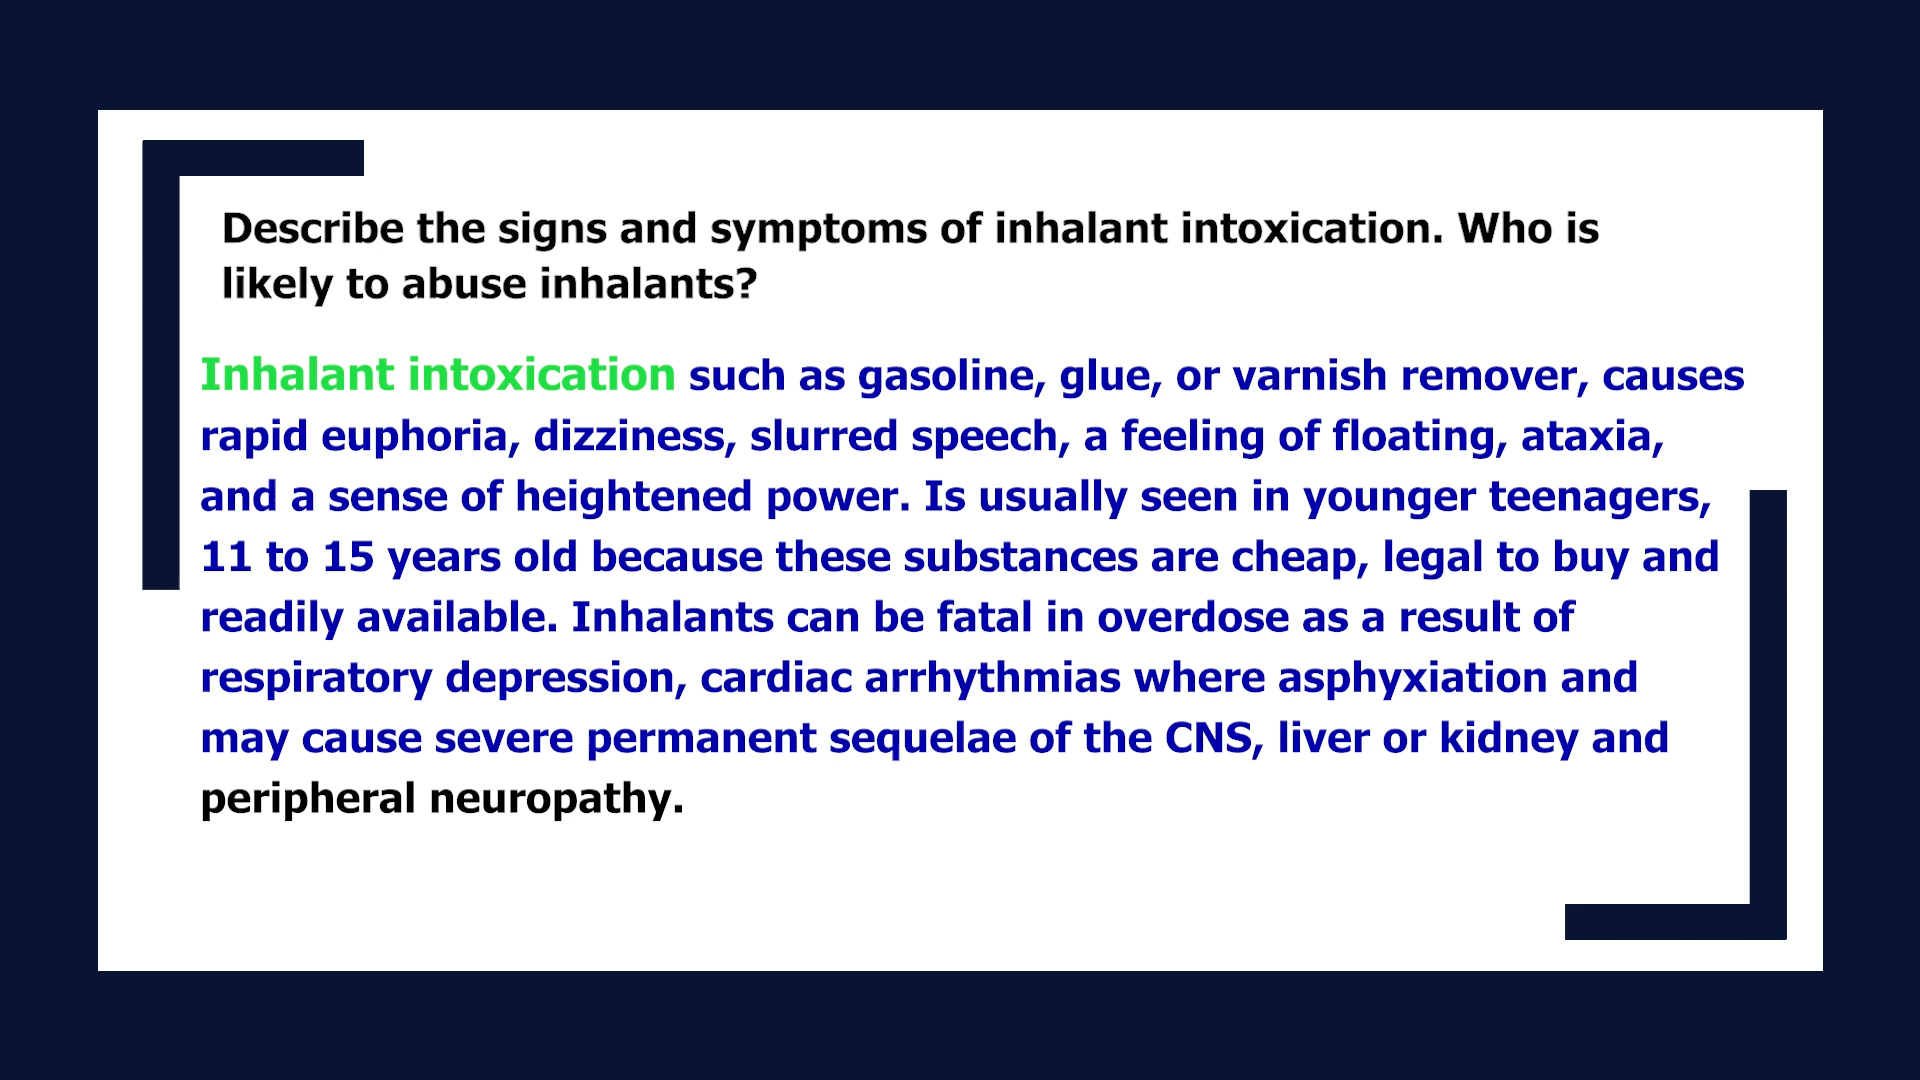 Describe the signs and symptoms of inhalant intoxication. Who is
likely to abuse inhalants?
Inhalant intoxication such as gasoline, glue, or varnish remover, causes
rapid euphoria, dizziness, slurred speech, a feeling of floating, ataxia,
and a sense of heightened power. Is usually seen in younger teenagers,
11 to 15 years old because these substances are cheap, legal to buy and
readily available. Inhalants can be fatal in overdose as a result of
respiratory depression, cardiac arrhythmias where asphyxiation and
may cause severe permanent sequelae of the CNS, liver or kidney and
peripheral neuropathy.